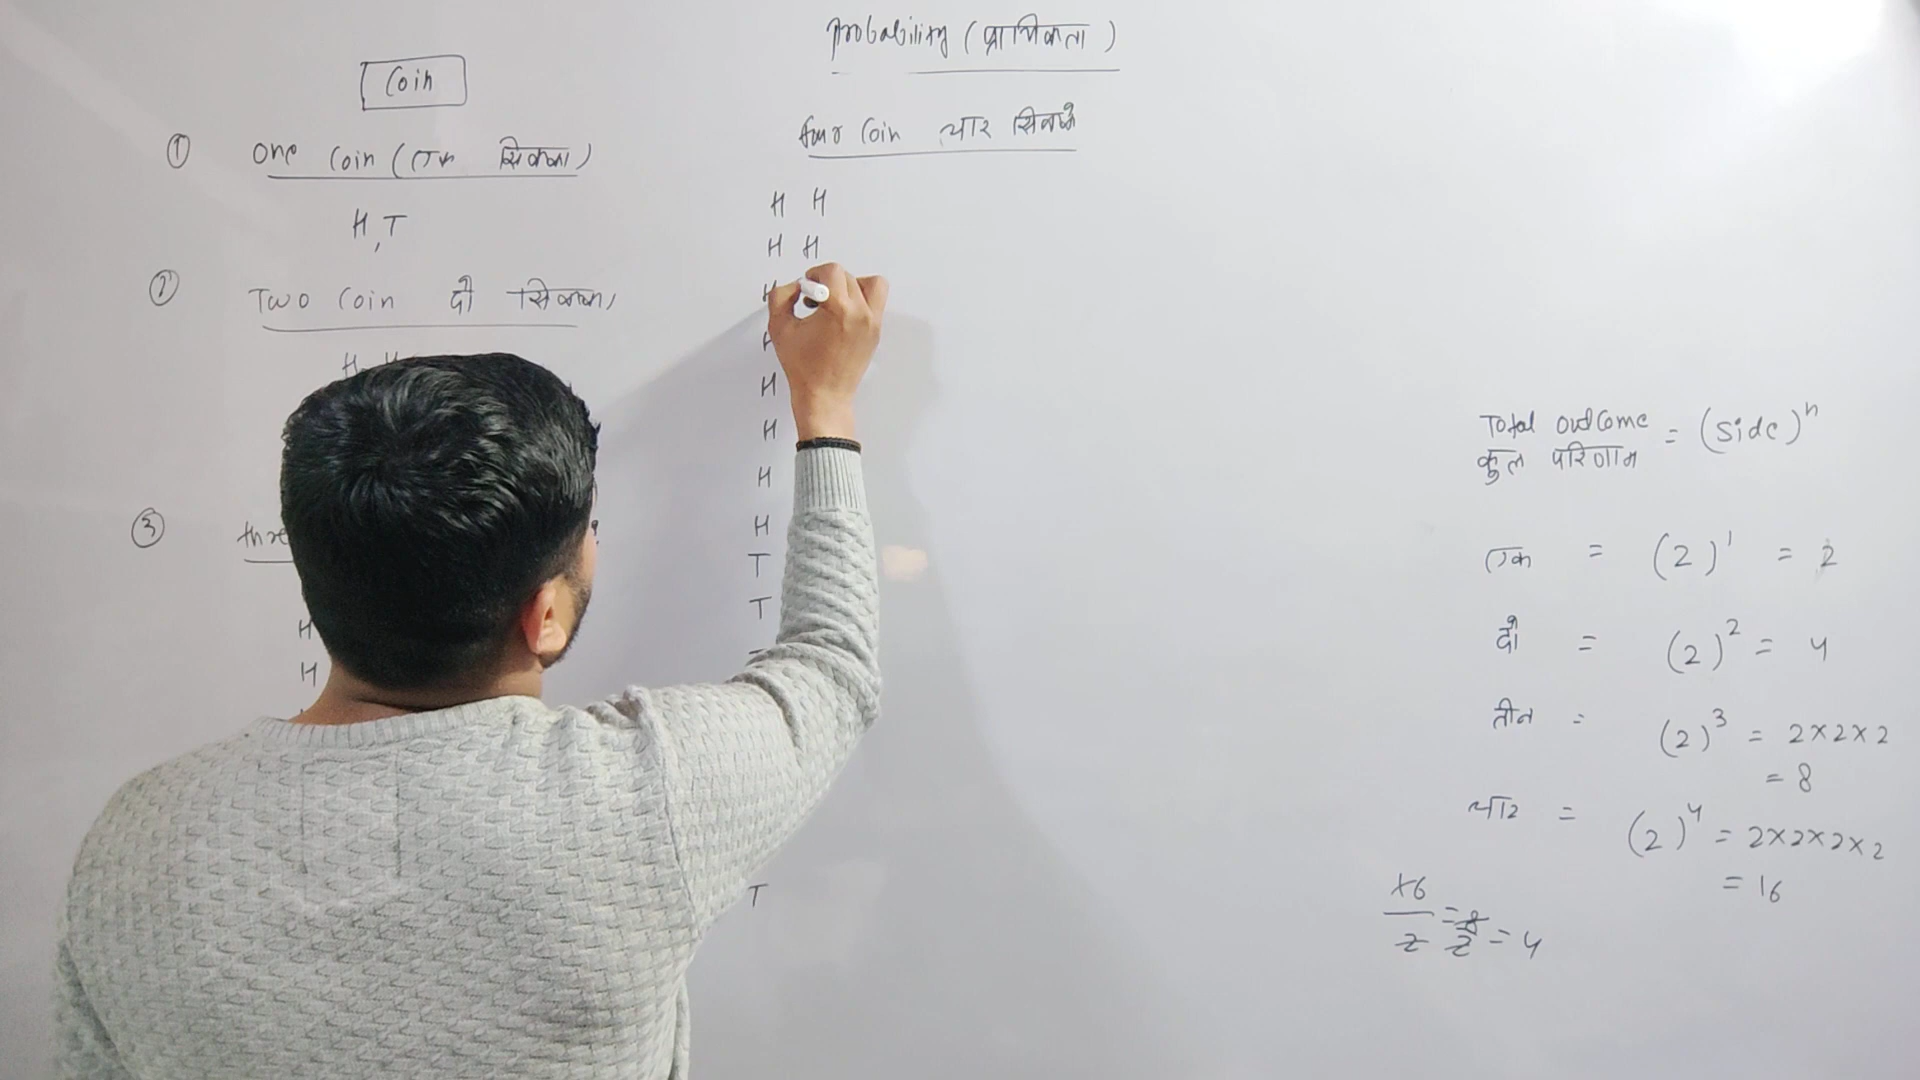 Probability (प्रायिकता)
Coin
four Coin चार सिक्के
① One Coin (एक सिक्का)
H, T
② Two Coin दो सिक्का
H H
③ three
H
H
H H
H H
H
H
H
H
H
H
T
T
T
Total outcome = (side)ⁿ
कुल परिणाम
एक = (2)¹ = 2
दो = (2)² = 4
तीन = (2)³ = 2×2×2
= 8
चार = (2)⁴ = 2×2×2×2
= 16
16/2 = 8/2 = 4